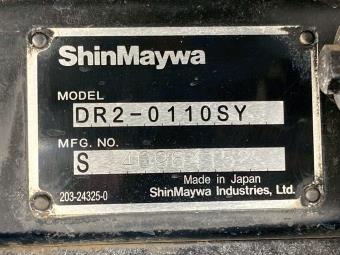 ShinMaywa
MODEL
DR2-0110SY
MFG. NO.
S
Made in Japan
203-24325-0
ShinMaywa Industries, Ltd.